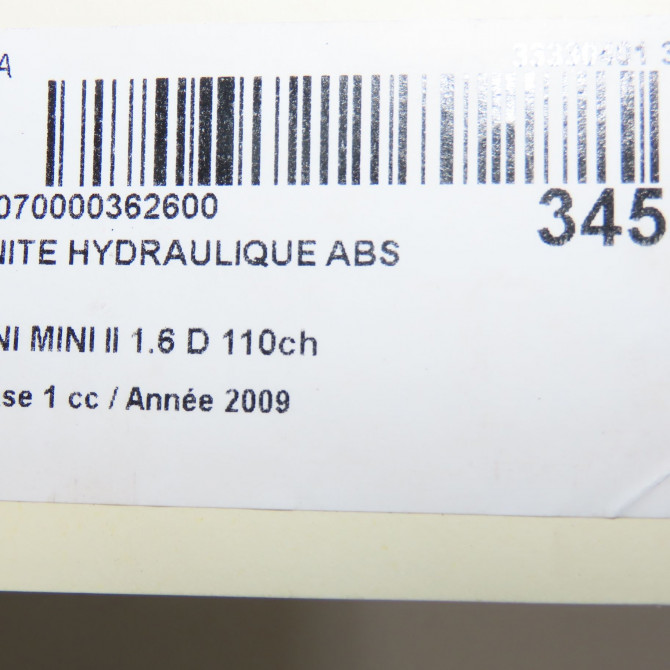 A
070000362600 345
NITE HYDRAULIQUE ABS
NI MINI II 1.6 D 110ch
se 1 cc / Année 2009